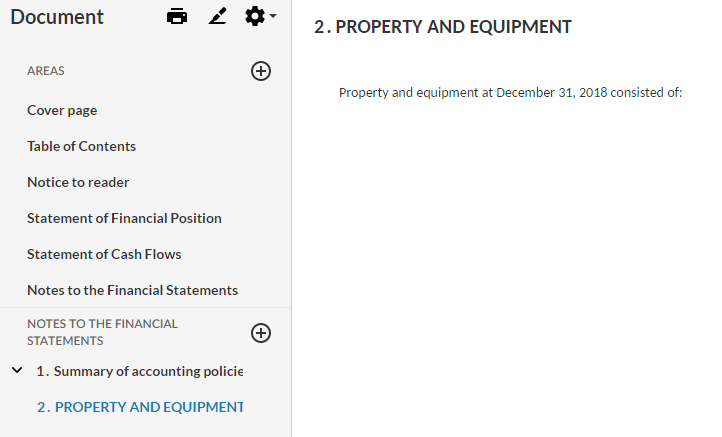 Document
AREAS
Cover page
Table of Contents
Notice to reader
Statement of Financial Position
Statement of Cash Flows
Notes to the Financial Statements
NOTES TO THE FINANCIAL
STATEMENTS
1. Summary of accounting policie
2. PROPERTY AND EQUIPMENT
2. PROPERTY AND EQUIPMENT
Property and equipment at December 31, 2018 consisted of: